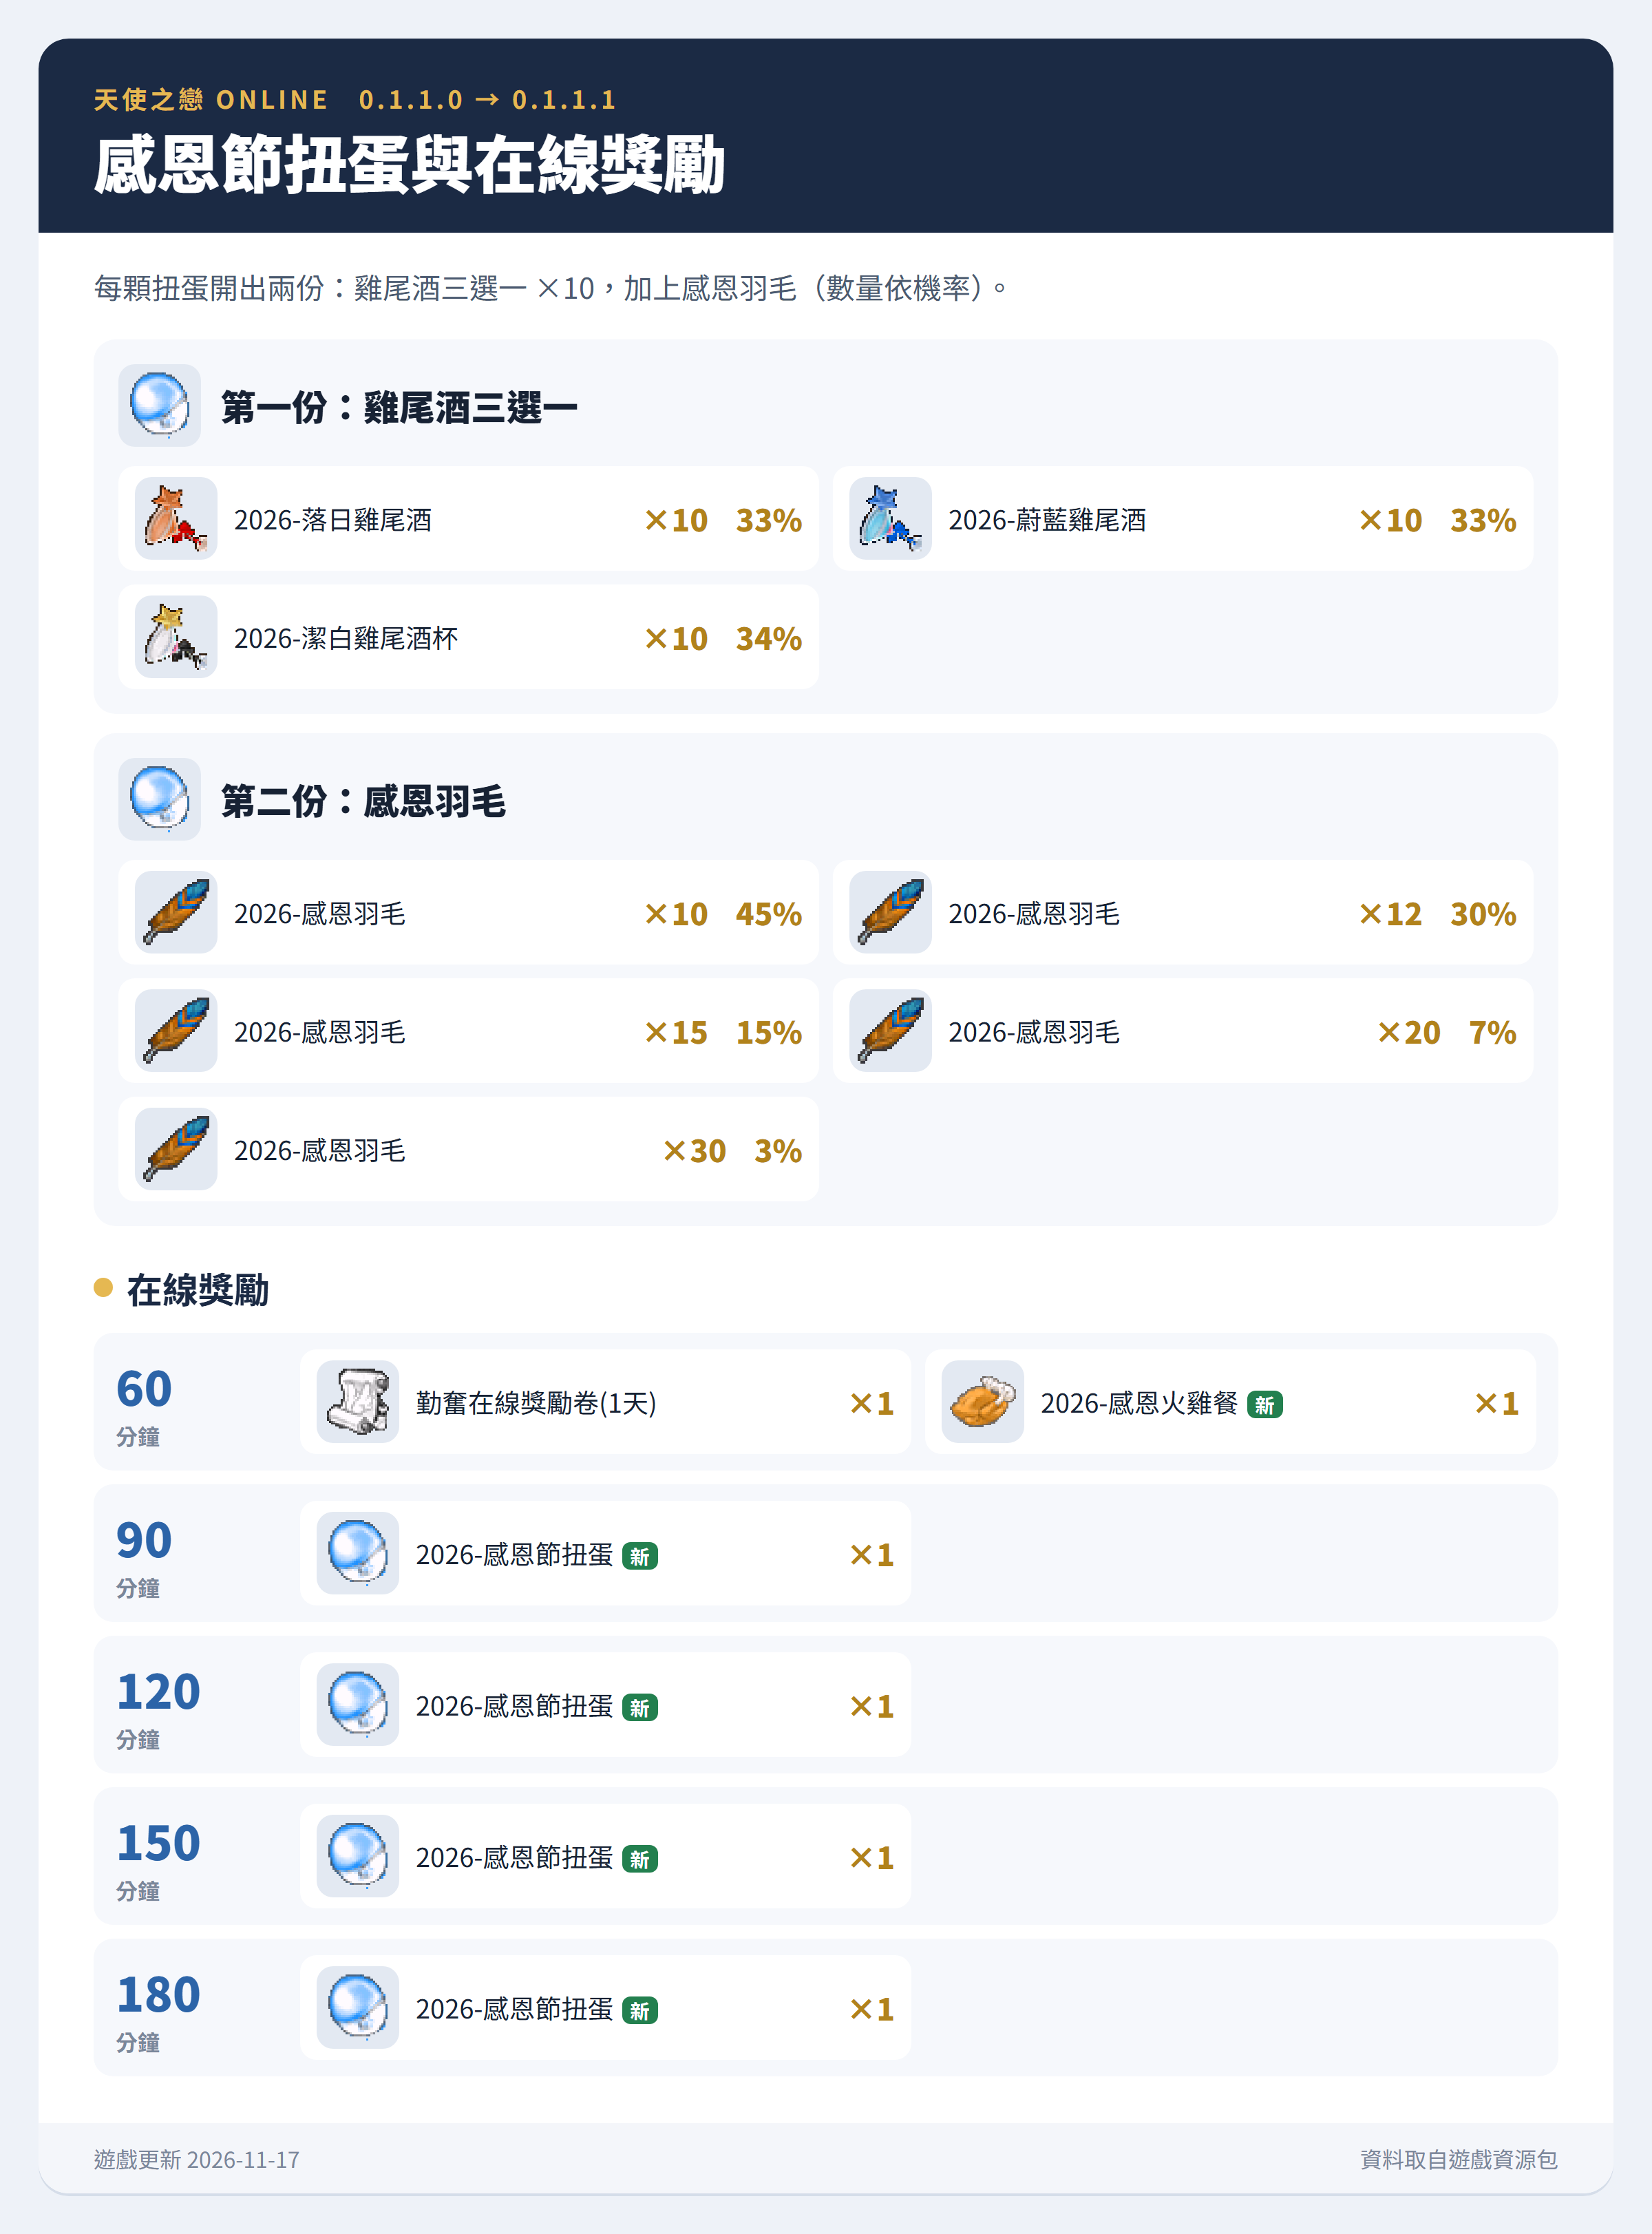 天使之戀 ONLINE 0.1.1.0 → 0.1.1.1
感恩節扭蛋與在線獎勵
每顆扭蛋開出兩份：雞尾酒三選一 ×10，加上感恩羽毛（數量依機率）。
第一份：雞尾酒三選一
2026-落日雞尾酒 ×10 33%
2026-蔚藍雞尾酒 ×10 33%
2026-潔白雞尾酒杯 ×10 34%
第二份：感恩羽毛
2026-感恩羽毛 ×10 45%
2026-感恩羽毛 ×12 30%
2026-感恩羽毛 ×15 15%
2026-感恩羽毛 ×20 7%
2026-感恩羽毛 ×30 3%
在線獎勵
60
分鐘
勤奮在線獎勵卷(1天) ×1
2026-感恩火雞餐 新 ×1
90
分鐘
2026-感恩節扭蛋 新 ×1
120
分鐘
2026-感恩節扭蛋 新 ×1
150
分鐘
2026-感恩節扭蛋 新 ×1
180
分鐘
2026-感恩節扭蛋 新 ×1
遊戲更新 2026-11-17
資料取自遊戲資源包